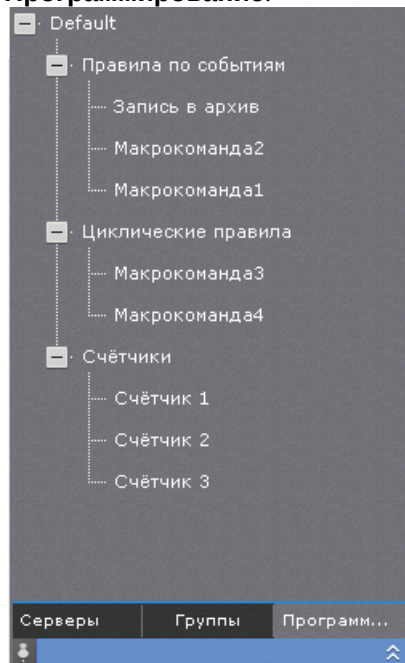 Программирование.
Default
Правила по событиям
Запись в архив
Макрокоманда2
Макрокоманда1
Циклические правила
Макрокоманда3
Макрокоманда4
Счётчики
Счётчик 1
Счётчик 2
Счётчик 3
Серверы Группы Программ...